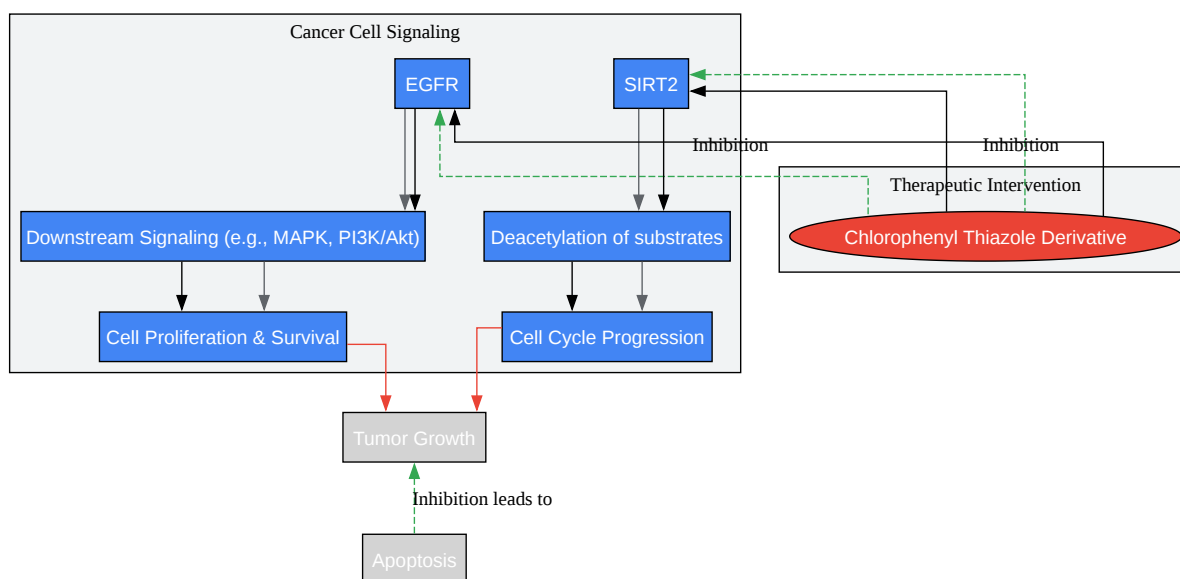 Cancer Cell Signaling
EGFR
SIRT2
Inhibition
Inhibition
Therapeutic Intervention
Downstream Signaling (e.g., MAPK, PI3K/Akt)
Deacetylation of substrates
Chlorophenyl Thiazole Derivative
Cell Proliferation & Survival
Cell Cycle Progression
Tumor Growth
Inhibition leads to
Apoptosis